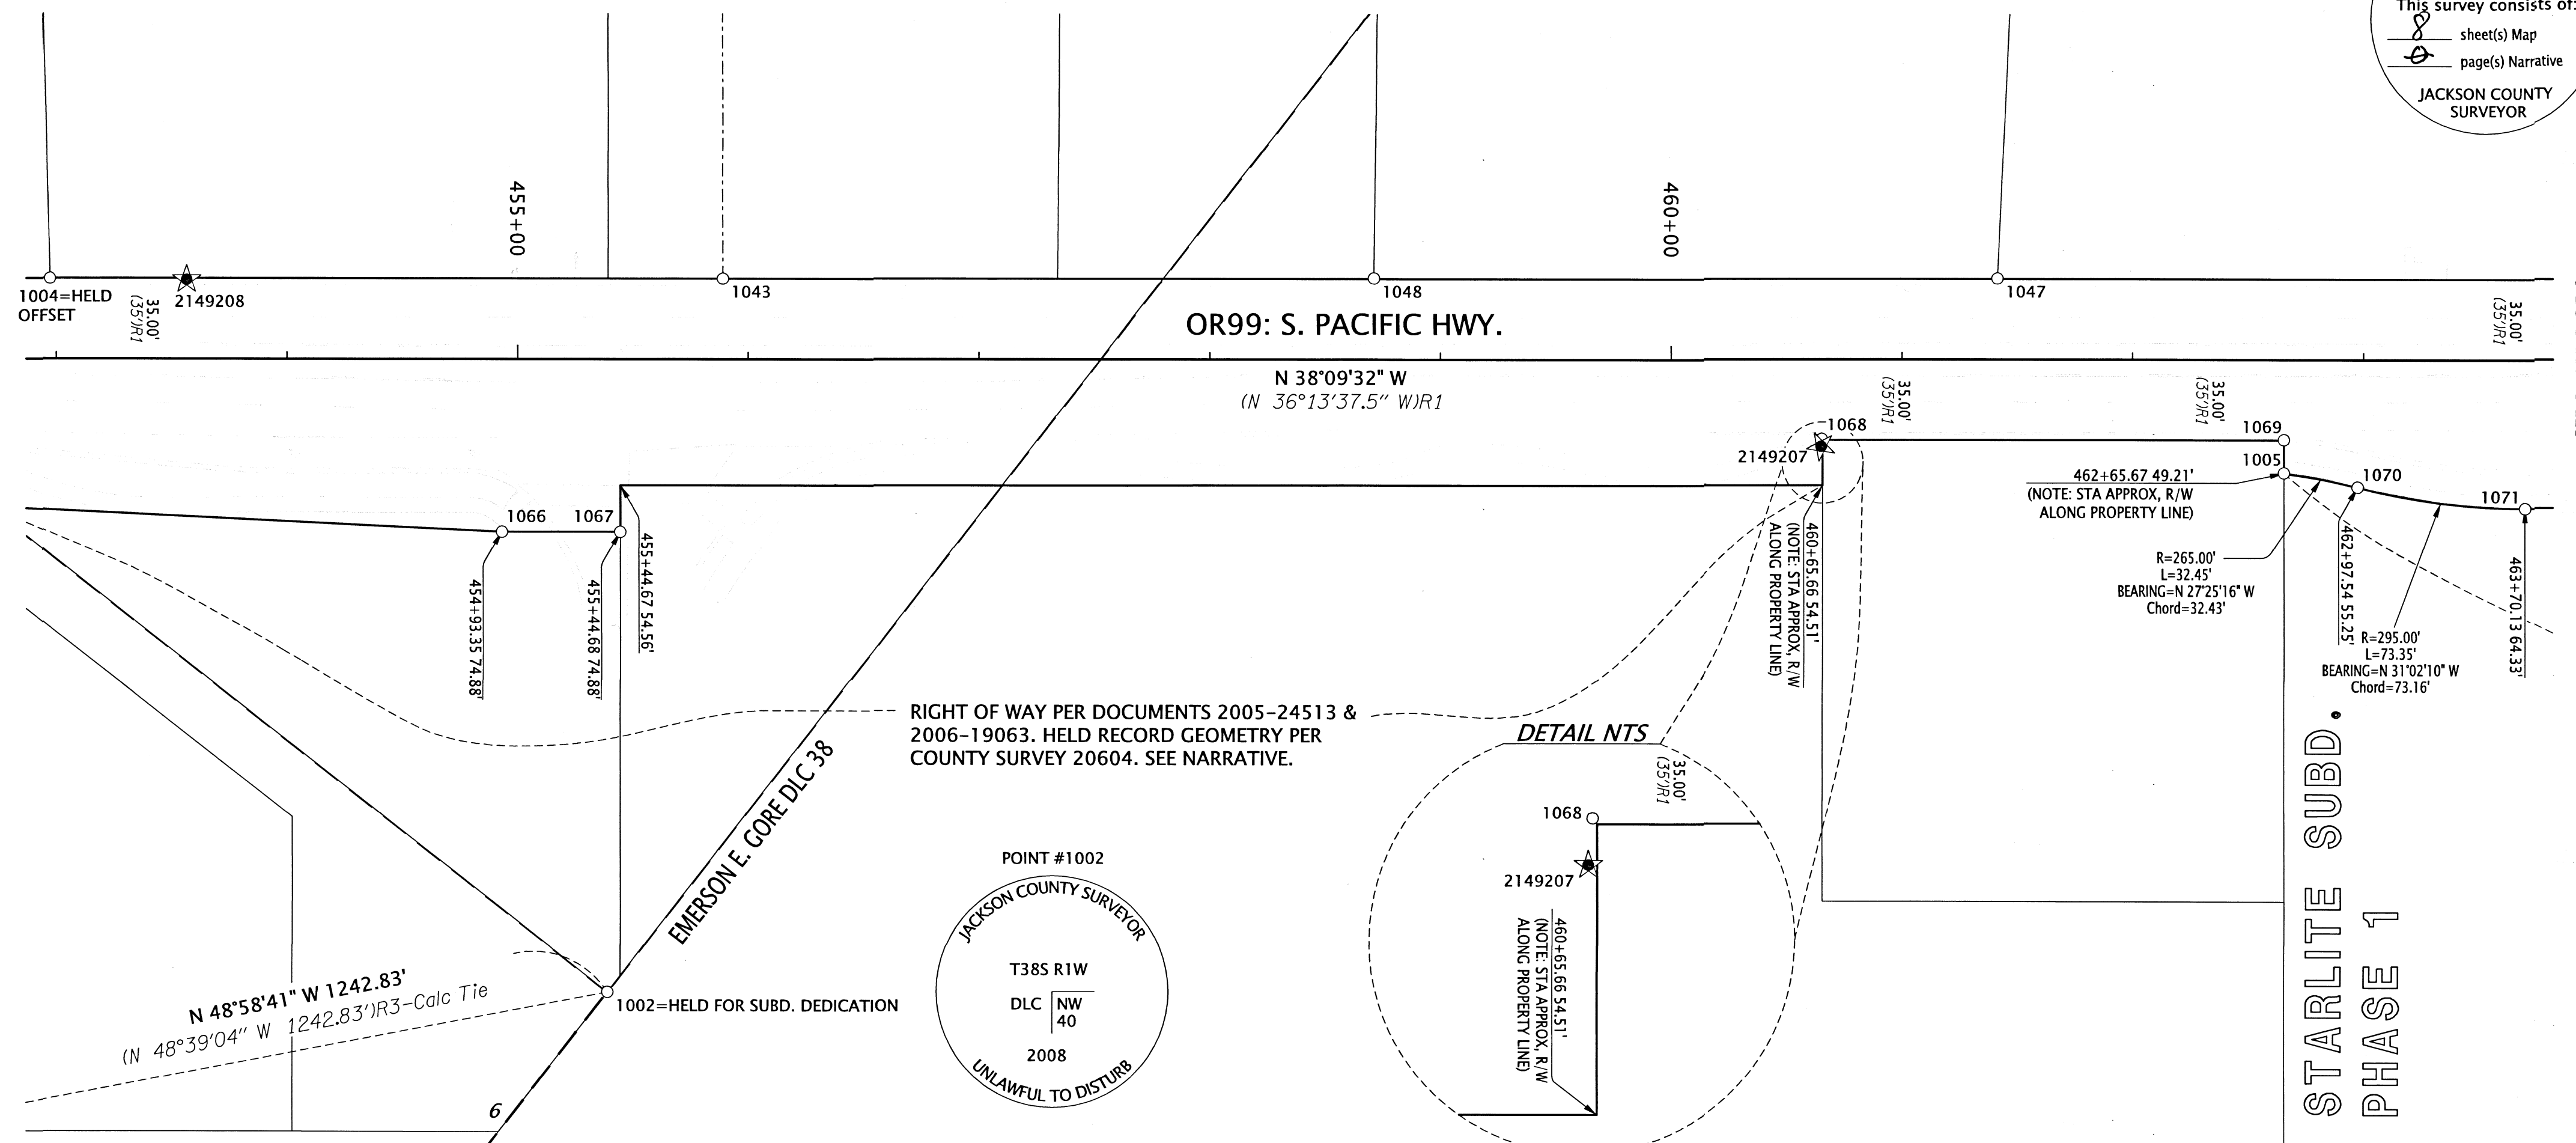 This survey consists of:
8 sheet(s) Map
0 page(s) Narrative
JACKSON COUNTY
SURVEYOR
455+00
460+00
1004=HELD
OFFSET
35.00'
(35')R1
2149208
1043
1048
1047
35.00'
(35')R1
OR99: S. PACIFIC HWY.
N 38°09'32" W
(N 36°13'37.5" W)R1
35.00'
(35')R1
35.00'
(35')R1
1068
2149207
1069
1005
462+65.67 49.21'
(NOTE: STA APPROX, R/W
ALONG PROPERTY LINE)
1070
1071
1066
1067
454+93.35 74.88'
455+44.68 74.88'
455+44.67 54.56'
460+65.66 54.51'
(NOTE: STA APPROX, R/W
ALONG PROPERTY LINE)
R=265.00'
L=32.45'
BEARING=N 27°25'16" W
Chord=32.43'
462+97.54 55.25'
463+70.13 64.33'
R=295.00'
L=73.35'
BEARING=N 31°02'10" W
Chord=73.16'
RIGHT OF WAY PER DOCUMENTS 2005-24513 &
2006-19063. HELD RECORD GEOMETRY PER
COUNTY SURVEY 20604. SEE NARRATIVE.
EMERSON E. GORE DLC 38
DETAIL NTS
35.00'
(35')R1
1068
2149207
460+65.66 54.51'
(NOTE: STA APPROX, R/W
ALONG PROPERTY LINE)
STARLITE SUBD.
PHASE 1
POINT #1002
JACKSON COUNTY SURVEYOR
T38S R1W
DLC NW
40
2008
UNLAWFUL TO DISTURB
N 48°58'41" W 1242.83'
(N 48°39'04" W 1242.83')R3-Calc Tie
1002=HELD FOR SUBD. DEDICATION
6